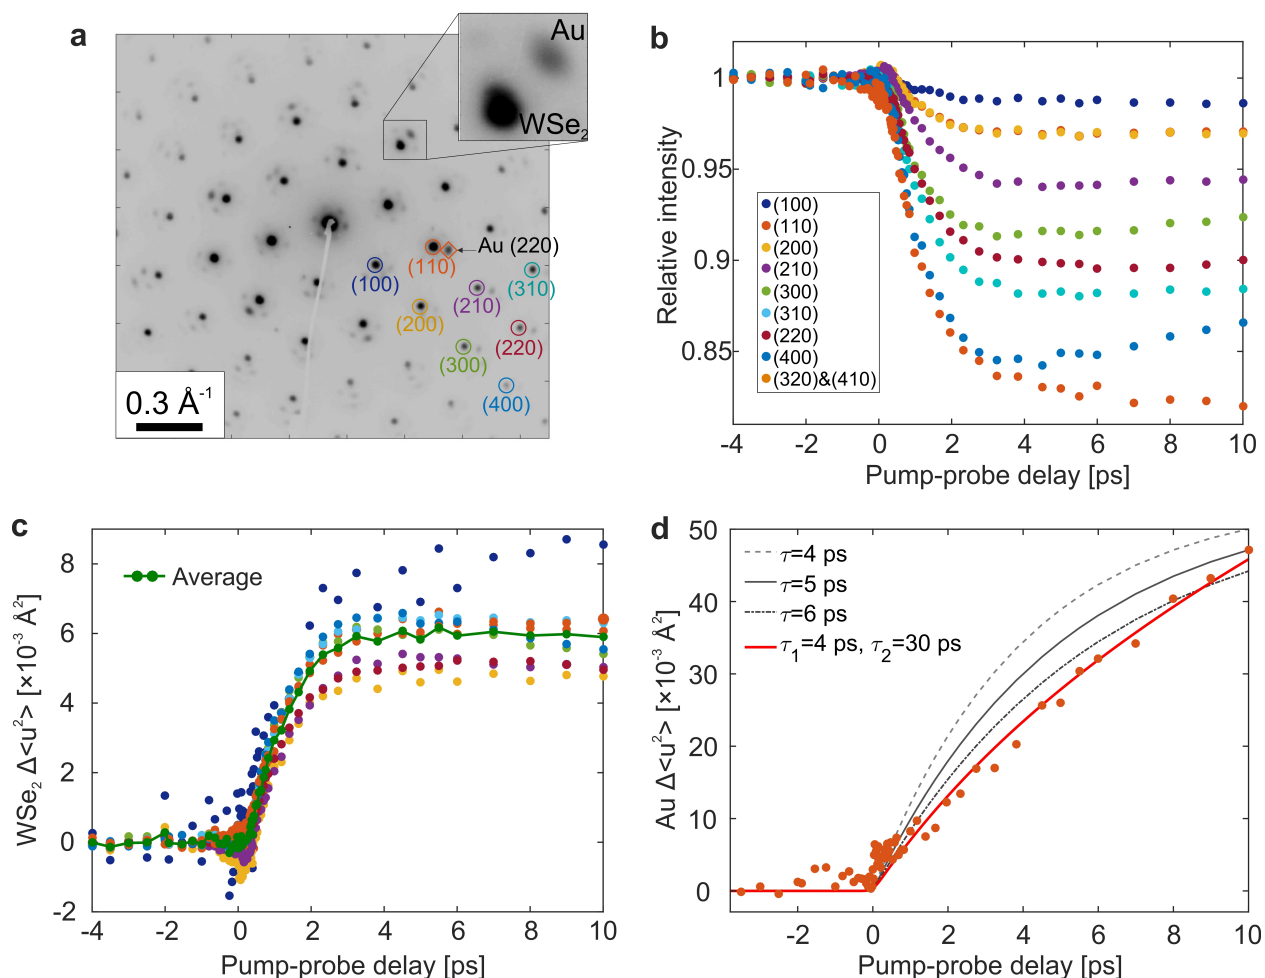 a
Au
WSe2
Au (220)
(100)
(110)
(310)
(210)
(200)
(220)
(300)
(400)
0.3 Å-1
b
Relative intensity
1
0.95
0.9
0.85
(100)
(110)
(200)
(210)
(300)
(310)
(220)
(400)
(320)&(410)
-4 -2 0 2 4 6 8 10
Pump-probe delay [ps]
c
WSe2 Δ<u2> [×10-3 Å2]
8
6
4
2
0
-2
Average
-4 -2 0 2 4 6 8 10
Pump-probe delay [ps]
d
Au Δ<u2> [×10-3 Å2]
50
40
30
20
10
0
τ=4 ps
τ=5 ps
τ=6 ps
τ1=4 ps, τ2=30 ps
-2 0 2 4 6 8 10
Pump-probe delay [ps]